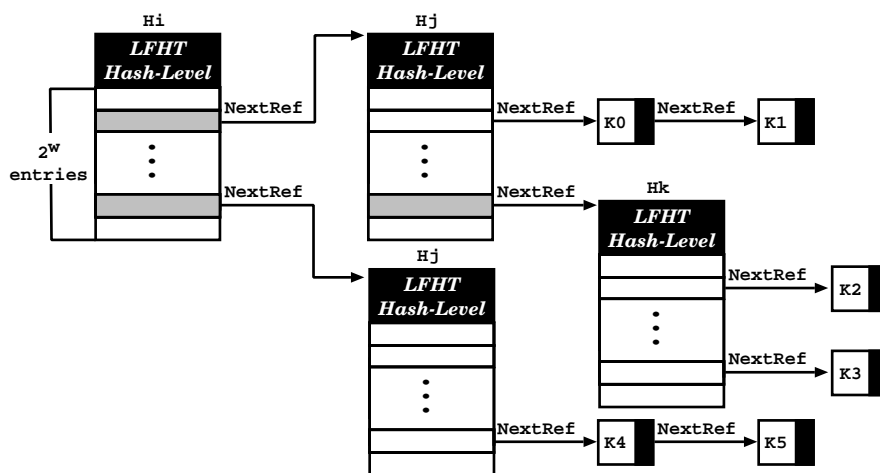 Hi
LFHT
Hash-Level
NextRef
2W
entries
NextRef
Hj
LFHT
Hash-Level
NextRef
K0
NextRef
K1
NextRef
Hk
LFHT
Hash-Level
NextRef
K2
NextRef
K3
Hj
LFHT
Hash-Level
NextRef
K4
NextRef
K5